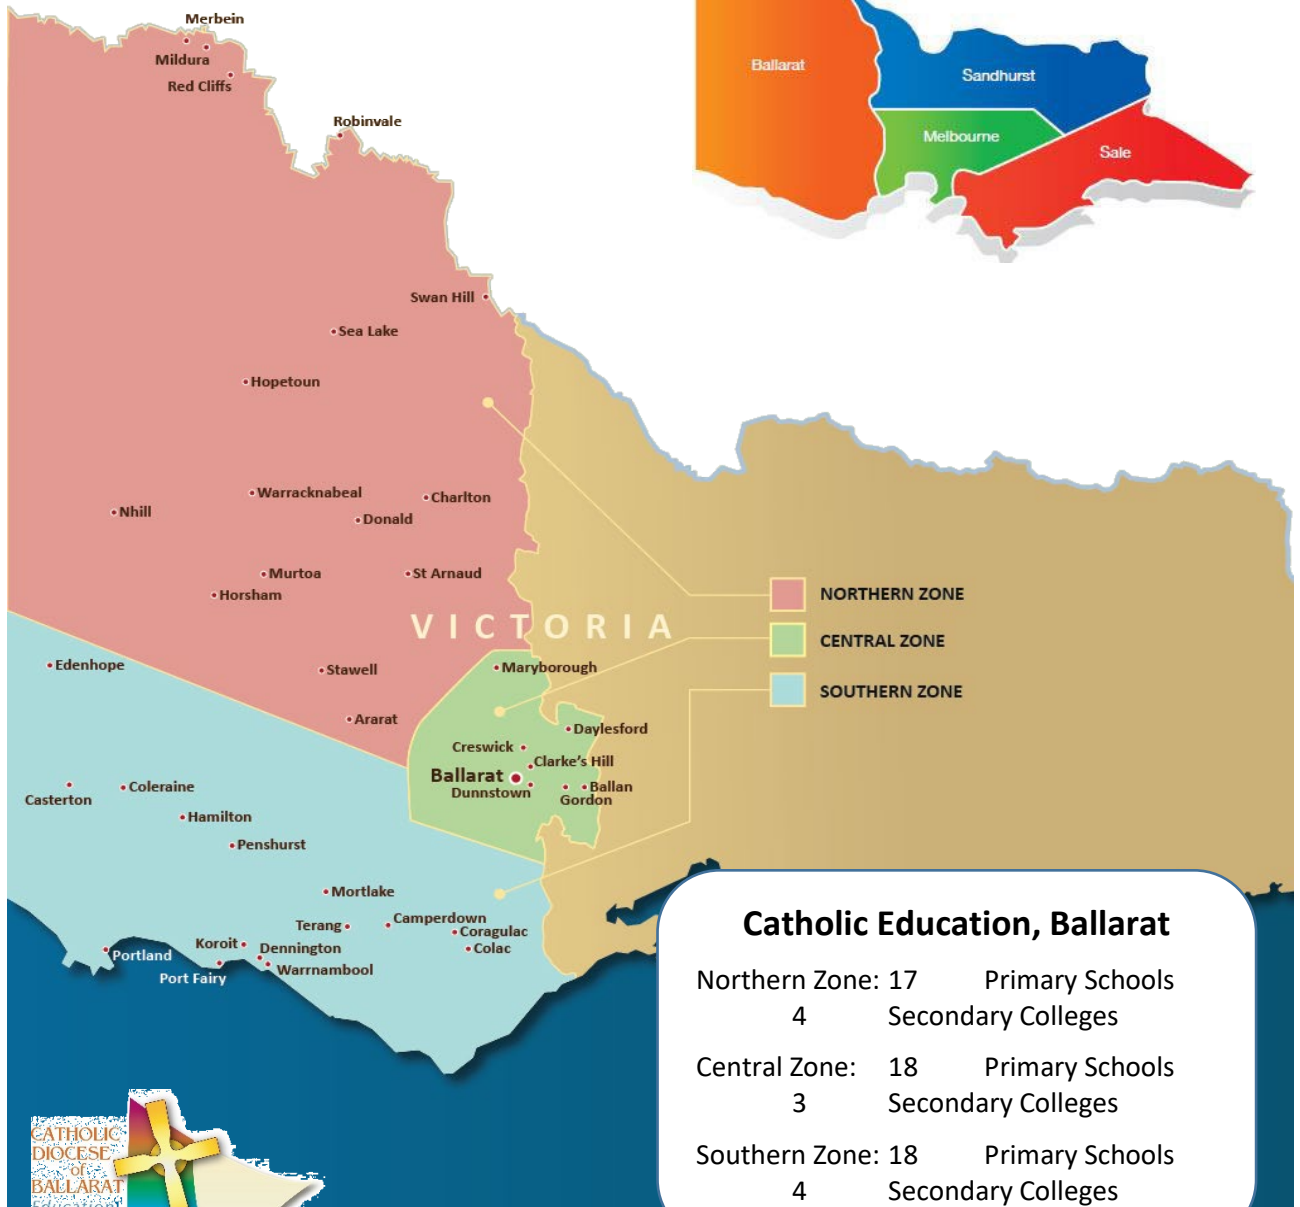 Merbein
Mildura
Red Cliffs
Robinvale
Ballarat
Sandhurst
Melbourne
Sale
Swan Hill
Sea Lake
Hopetoun
Warracknabeal
Charlton
Nhill
Donald
Murtoa
St Arnaud
Horsham
VICTORIA
NORTHERN ZONE
CENTRAL ZONE
SOUTHERN ZONE
Edenhope
Stawell
Maryborough
Ararat
Daylesford
Creswick
Clarke's Hill
Ballarat
Dunnstown
Ballan
Gordon
Casterton
Coleraine
Hamilton
Penshurst
Mortlake
Terang
Camperdown
Coragulac
Colac
Koroit
Dennington
Warrnambool
Portland
Port Fairy
Catholic Education, Ballarat
Northern Zone: 17 Primary Schools
4 Secondary Colleges
Central Zone: 18 Primary Schools
3 Secondary Colleges
Southern Zone: 18 Primary Schools
4 Secondary Colleges
CATHOLIC
DIOCESE
of
BALLARAT
Education